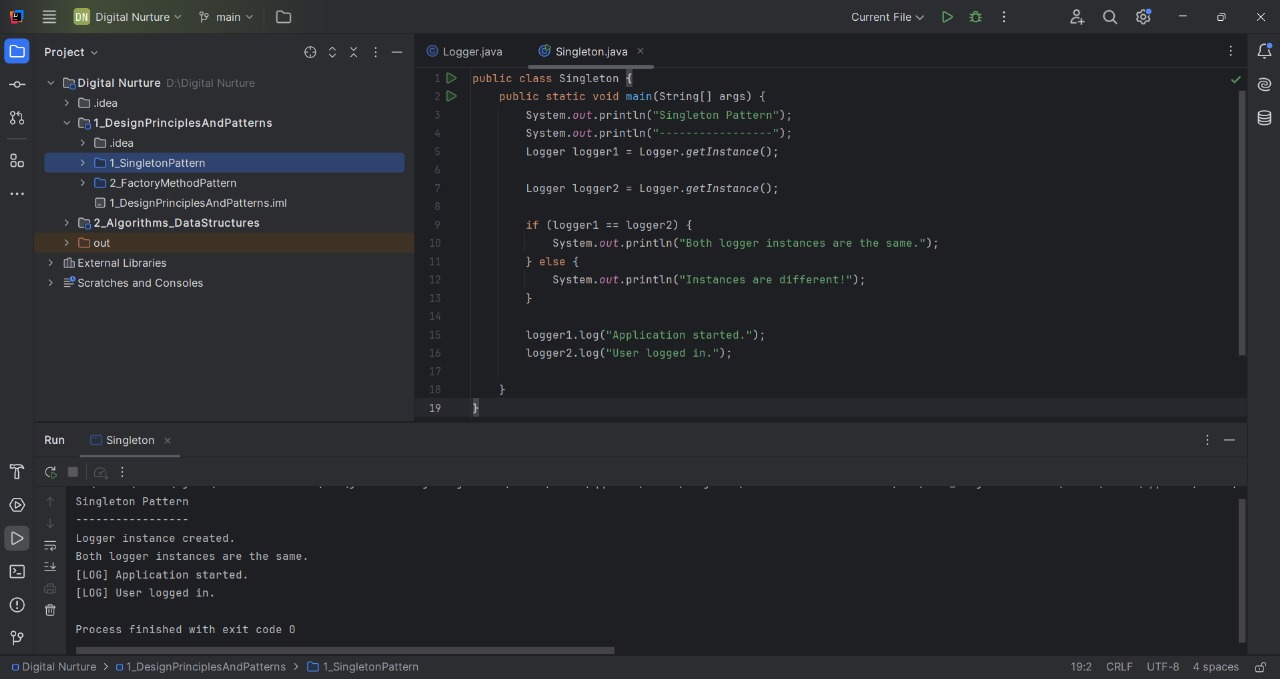 DN Digital Nurture main Current File
Project
Logger.java Singleton.java
Digital Nurture D:\Digital Nurture
.idea
1_DesignPrinciplesAndPatterns
.idea
1_SingletonPattern
2_FactoryMethodPattern
1_DesignPrinciplesAndPatterns.iml
2_Algorithms_DataStructures
out
External Libraries
Scratches and Consoles
1 public class Singleton {
2 public static void main(String[] args) {
3 System.out.println("Singleton Pattern");
4 System.out.println("-----------------");
5 Logger logger1 = Logger.getInstance();
6
7 Logger logger2 = Logger.getInstance();
8
9 if (logger1 == logger2) {
10 System.out.println("Both logger instances are the same.");
11 } else {
12 System.out.println("Instances are different!");
13 }
14
15 logger1.log("Application started.");
16 logger2.log("User logged in.");
17
18 }
19 }
Run Singleton
Singleton Pattern
-----------------
Logger instance created.
Both logger instances are the same.
[LOG] Application started.
[LOG] User logged in.
Process finished with exit code 0
Digital Nurture > 1_DesignPrinciplesAndPatterns > 1_SingletonPattern 19:2 CRLF UTF-8 4 spaces